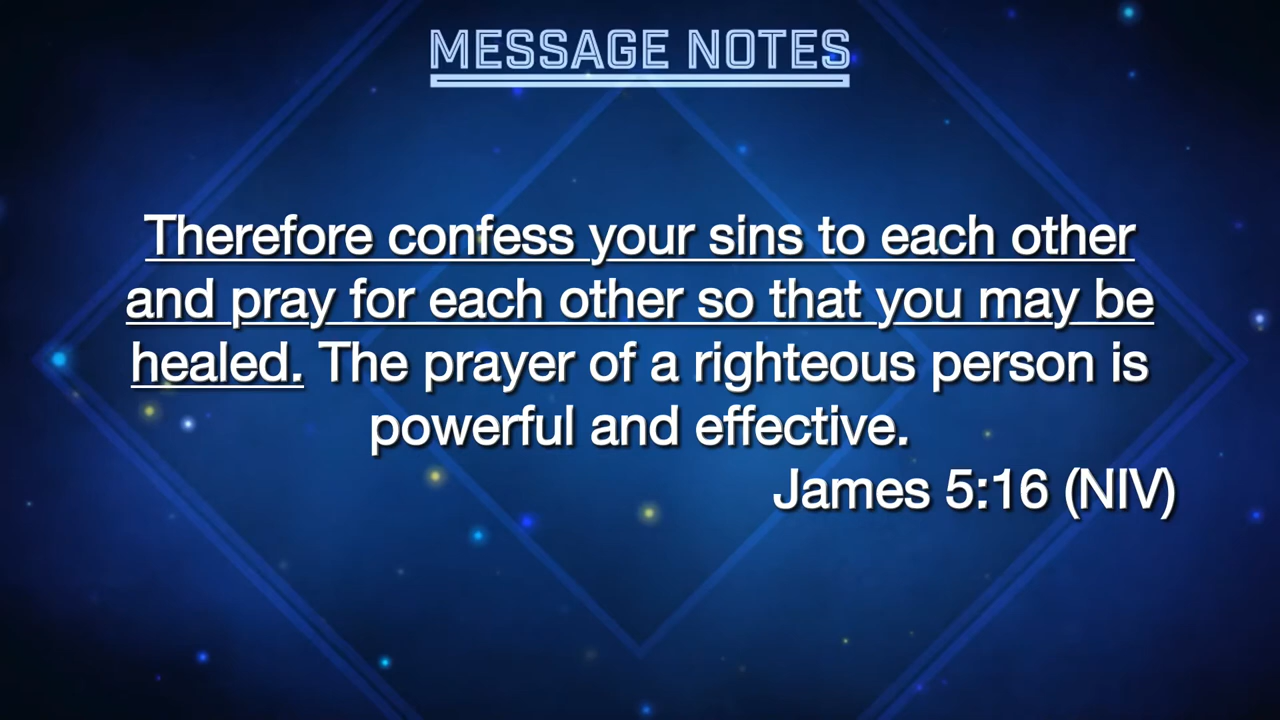 MESSAGE NOTES
Therefore confess your sins to each other
and pray for each other so that you may be
healed. The prayer of a righteous person is
powerful and effective.
James 5:16 (NIV)